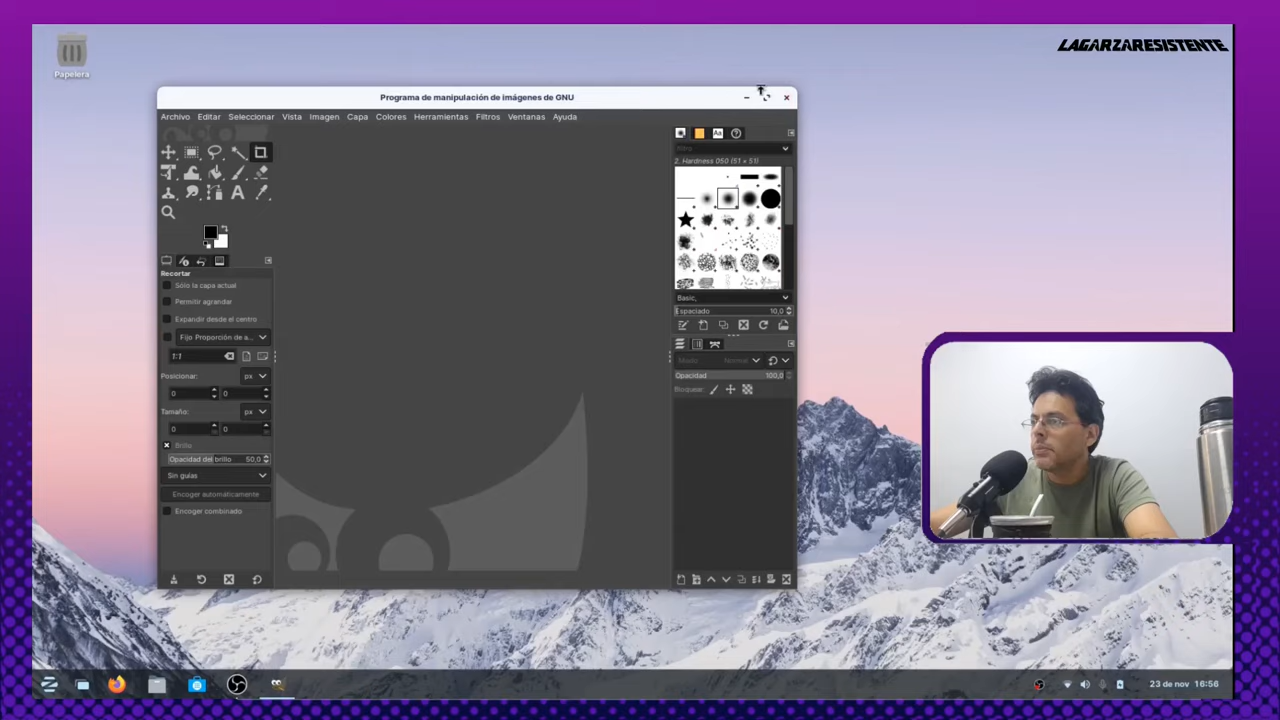 LAGARZARESISTENTE
Papelera
Programa de manipulación de imágenes de GNU
Archivo Editar Seleccionar Vista Imagen Capa Colores Herramientas Filtros Ventanas Ayuda
Filtro
2. Hardness 050 (51 × 51)
Recortar
Sólo la capa actual
Permitir agrandar
Expandir desde el centro
Fijo Proporción de a...
1:1
Posicionar: px
0 0
Tamaño: px
0 0
Brillo
Opacidad del brillo 50,0
Sin guías
Encoger automáticamente
Encoger combinado
Basic,
Espaciado 10,0
Modo Normal
Opacidad 100,0
Bloquear:
23 de nov 16:56